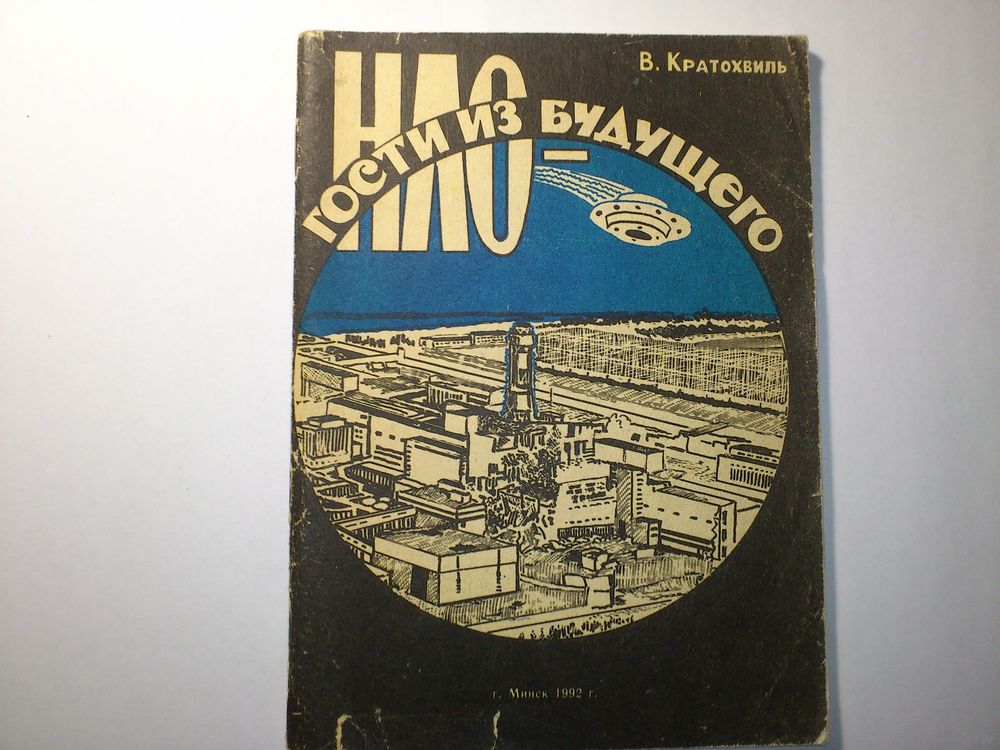 В. Кратохвиль
НЛО –
гости из будущего
г. Минск 1992 г.